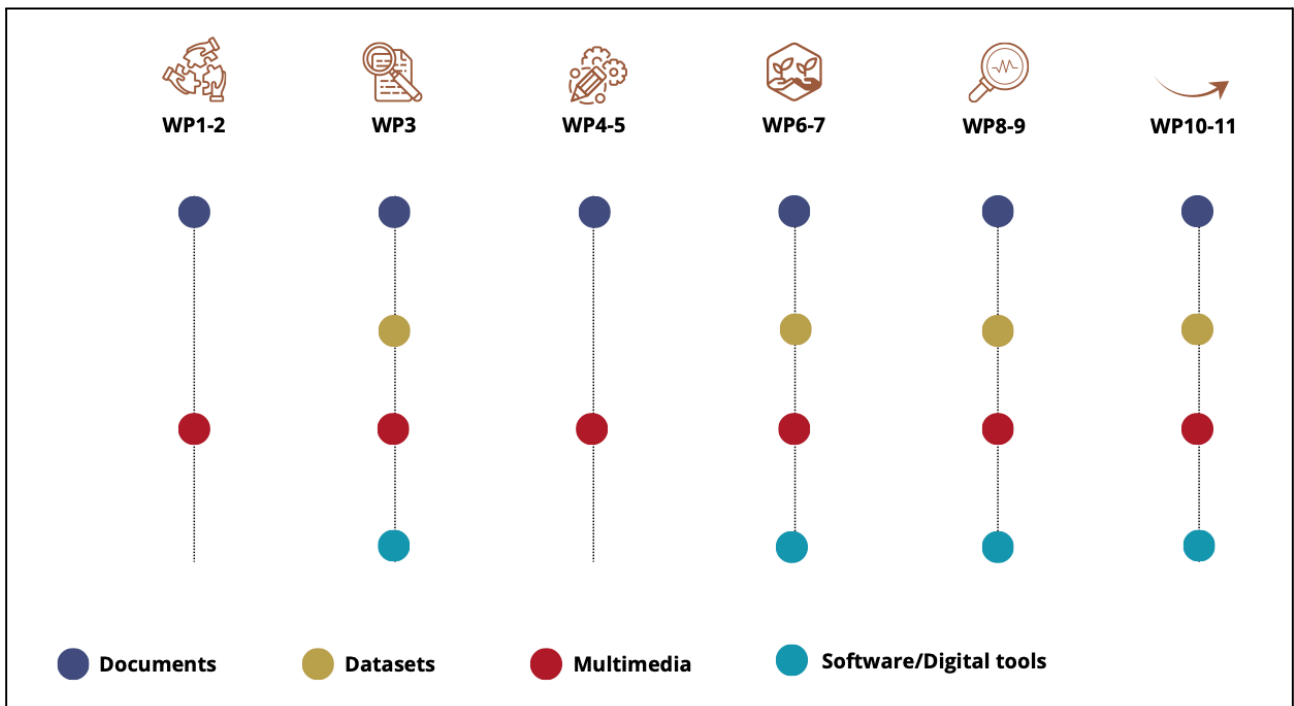 WP1-2
WP3
WP4-5
WP6-7
WP8-9
WP10-11
Documents
Datasets
Multimedia
Software/Digital tools